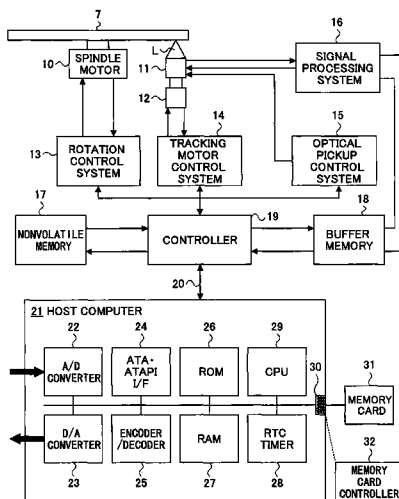 7
L
10
SPINDLE
MOTOR
11
12
16
SIGNAL
PROCESSING
SYSTEM
13
ROTATION
CONTROL
SYSTEM
14
TRACKING
MOTOR
CONTROL
SYSTEM
15
OPTICAL
PICKUP
CONTROL
SYSTEM
17
NONVOLATILE
MEMORY
19
CONTROLLER
18
BUFFER
MEMORY
20
21 HOST COMPUTER
22
A/D
CONVERTER
24
ATA-
ATAPI
I/F
26
ROM
29
CPU
30
31
MEMORY
CARD
D/A
CONVERTER
23
ENCODER
/DECODER
25
RAM
27
RTC
TIMER
28
32
MEMORY
CARD
CONTROLLER